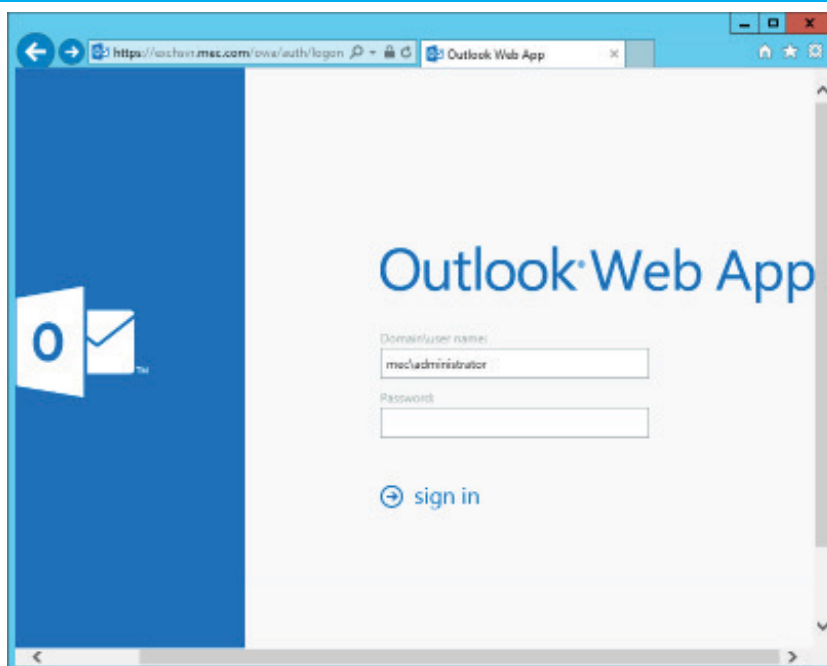 https://exchsvr.mec.com/owa/auth/logon
Outlook Web App
Outlook® Web App
O
TM
Domain\user name:
mec\administrator
Password:
sign in